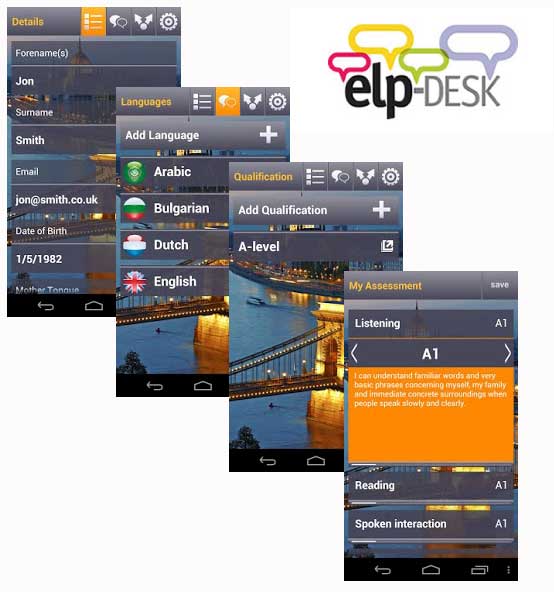 Details
Forename(s)
Jon
Surname
Smith
Email
jon@smith.co.uk
Date of Birth
1/5/1982
Mother Tongue
elp-DESK
Languages
Add Language
Arabic
Bulgarian
Dutch
English
Qualification
Add Qualification
A-level
My Assessment save
Listening A1
A1
I can understand familiar words and very
basic phrases concerning myself, my family
and immediate concrete surroundings when
people speak slowly and clearly.
Reading A1
Spoken interaction A1